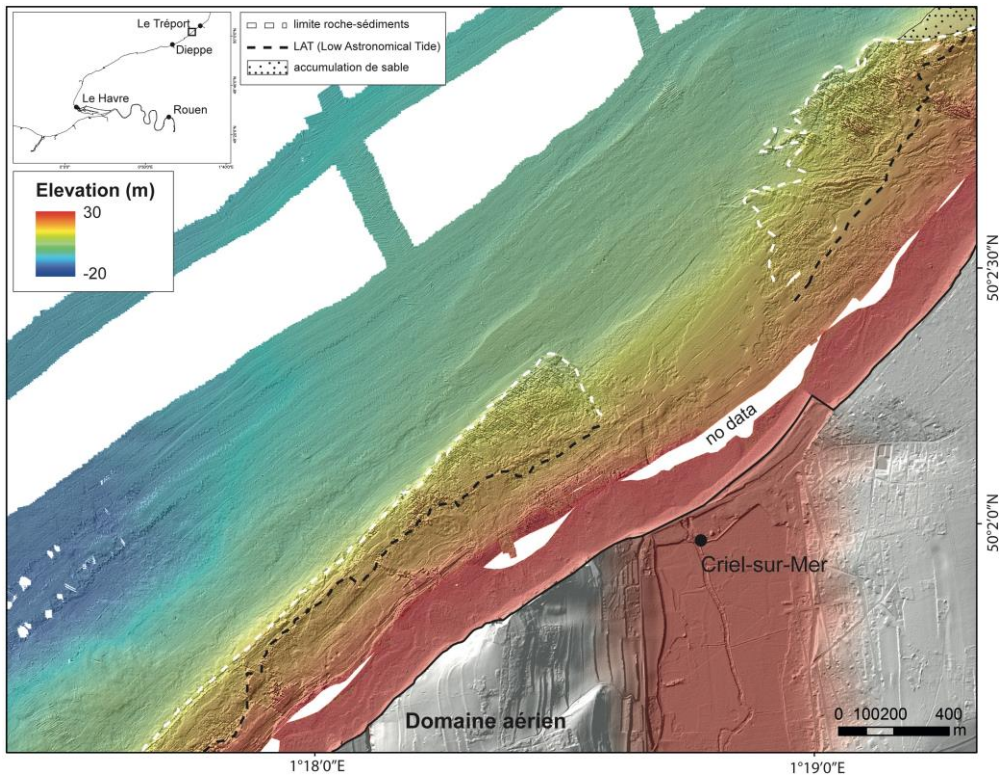 Le Tréport
Dieppe
Le Havre
Rouen
limite roche-sédiments
LAT (Low Astronomical Tide)
accumulation de sable
Elevation (m)
30
-20
50°2'30"N
no data
50°2'0"N
Criel-sur-Mer
Domaine aérien
0 100200 400
m
1°18'0"E
1°19'0"E